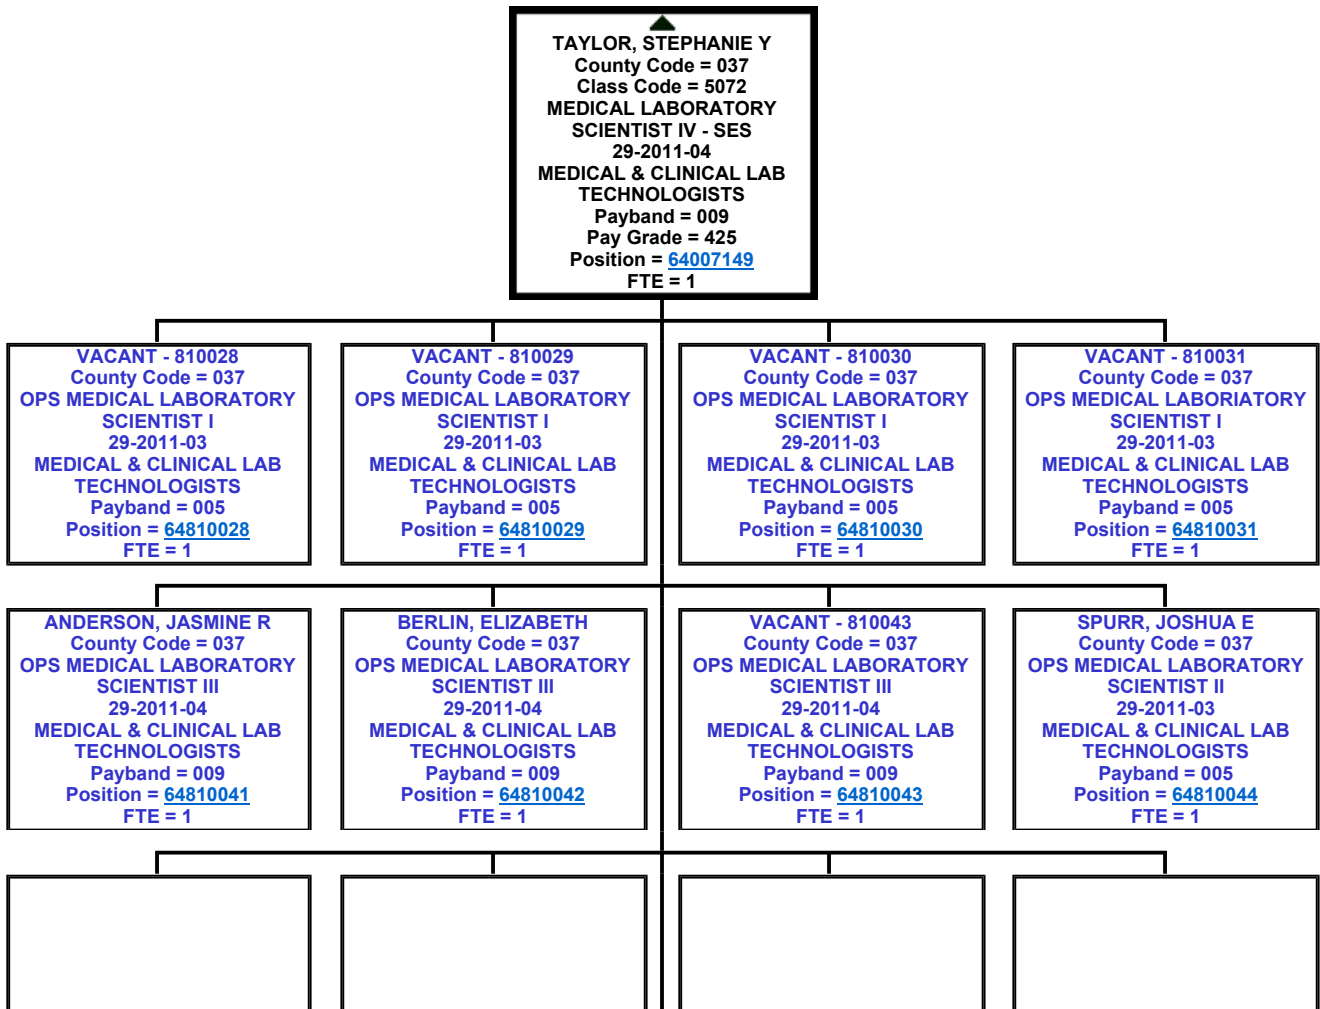 TAYLOR, STEPHANIE Y
County Code = 037
Class Code = 5072
MEDICAL LABORATORY
SCIENTIST IV - SES
29-2011-04
MEDICAL & CLINICAL LAB
TECHNOLOGISTS
Payband = 009
Pay Grade = 425
Position = 64007149
FTE = 1
VACANT - 810028
County Code = 037
OPS MEDICAL LABORATORY
SCIENTIST I
29-2011-03
MEDICAL & CLINICAL LAB
TECHNOLOGISTS
Payband = 005
Position = 64810028
FTE = 1
VACANT - 810029
County Code = 037
OPS MEDICAL LABORATORY
SCIENTIST I
29-2011-03
MEDICAL & CLINICAL LAB
TECHNOLOGISTS
Payband = 005
Position = 64810029
FTE = 1
VACANT - 810030
County Code = 037
OPS MEDICAL LABORATORY
SCIENTIST I
29-2011-03
MEDICAL & CLINICAL LAB
TECHNOLOGISTS
Payband = 005
Position = 64810030
FTE = 1
VACANT - 810031
County Code = 037
OPS MEDICAL LABORIATORY
SCIENTIST I
29-2011-03
MEDICAL & CLINICAL LAB
TECHNOLOGISTS
Payband = 005
Position = 64810031
FTE = 1
ANDERSON, JASMINE R
County Code = 037
OPS MEDICAL LABORATORY
SCIENTIST III
29-2011-04
MEDICAL & CLINICAL LAB
TECHNOLOGISTS
Payband = 009
Position = 64810041
FTE = 1
BERLIN, ELIZABETH
County Code = 037
OPS MEDICAL LABORATORY
SCIENTIST III
29-2011-04
MEDICAL & CLINICAL LAB
TECHNOLOGISTS
Payband = 009
Position = 64810042
FTE = 1
VACANT - 810043
County Code = 037
OPS MEDICAL LABORATORY
SCIENTIST III
29-2011-04
MEDICAL & CLINICAL LAB
TECHNOLOGISTS
Payband = 009
Position = 64810043
FTE = 1
SPURR, JOSHUA E
County Code = 037
OPS MEDICAL LABORATORY
SCIENTIST II
29-2011-03
MEDICAL & CLINICAL LAB
TECHNOLOGISTS
Payband = 005
Position = 64810044
FTE = 1